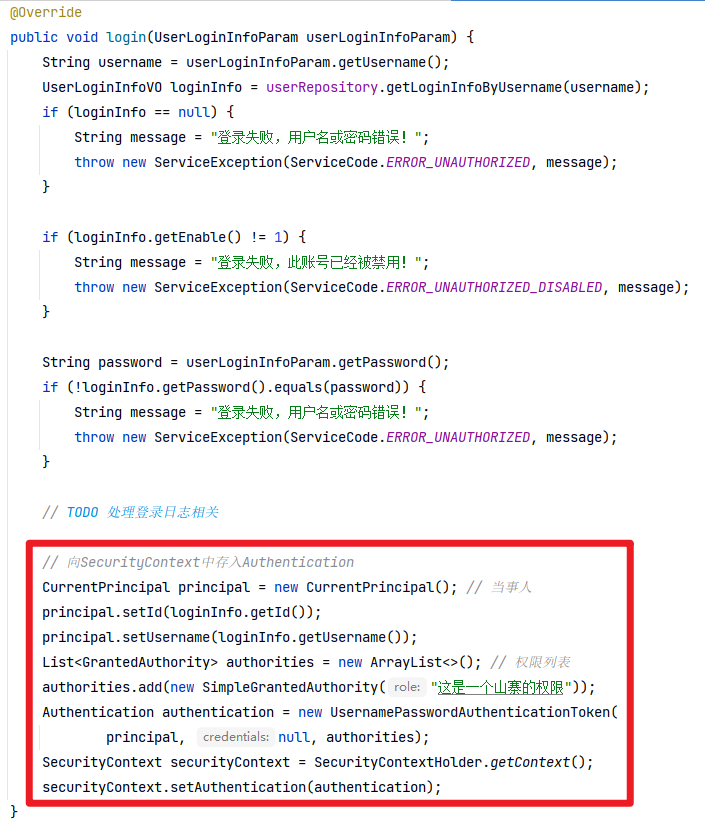 @Override
public void login(UserLoginInfoParam userLoginInfoParam) {
    String username = userLoginInfoParam.getUsername();
    UserLoginInfoVO loginInfo = userRepository.getLoginInfoByUsername(username);
    if (loginInfo == null) {
        String message = "登录失败，用户名或密码错误！";
        throw new ServiceException(ServiceCode.ERROR_UNAUTHORIZED, message);
    }

    if (loginInfo.getEnable() != 1) {
        String message = "登录失败，此账号已经被禁用！";
        throw new ServiceException(ServiceCode.ERROR_UNAUTHORIZED_DISABLED, message);
    }

    String password = userLoginInfoParam.getPassword();
    if (!loginInfo.getPassword().equals(password)) {
        String message = "登录失败，用户名或密码错误！";
        throw new ServiceException(ServiceCode.ERROR_UNAUTHORIZED, message);
    }

    // TODO 处理登录日志相关

    // 向SecurityContext中存入Authentication
    CurrentPrincipal principal = new CurrentPrincipal(); // 当事人
    principal.setId(loginInfo.getId());
    principal.setUsername(loginInfo.getUsername());
    List<GrantedAuthority> authorities = new ArrayList<>(); // 权限列表
    authorities.add(new SimpleGrantedAuthority( role: "这是一个山寨的权限"));
    Authentication authentication = new UsernamePasswordAuthenticationToken(
            principal, credentials: null, authorities);
    SecurityContext securityContext = SecurityContextHolder.getContext();
    securityContext.setAuthentication(authentication);
}